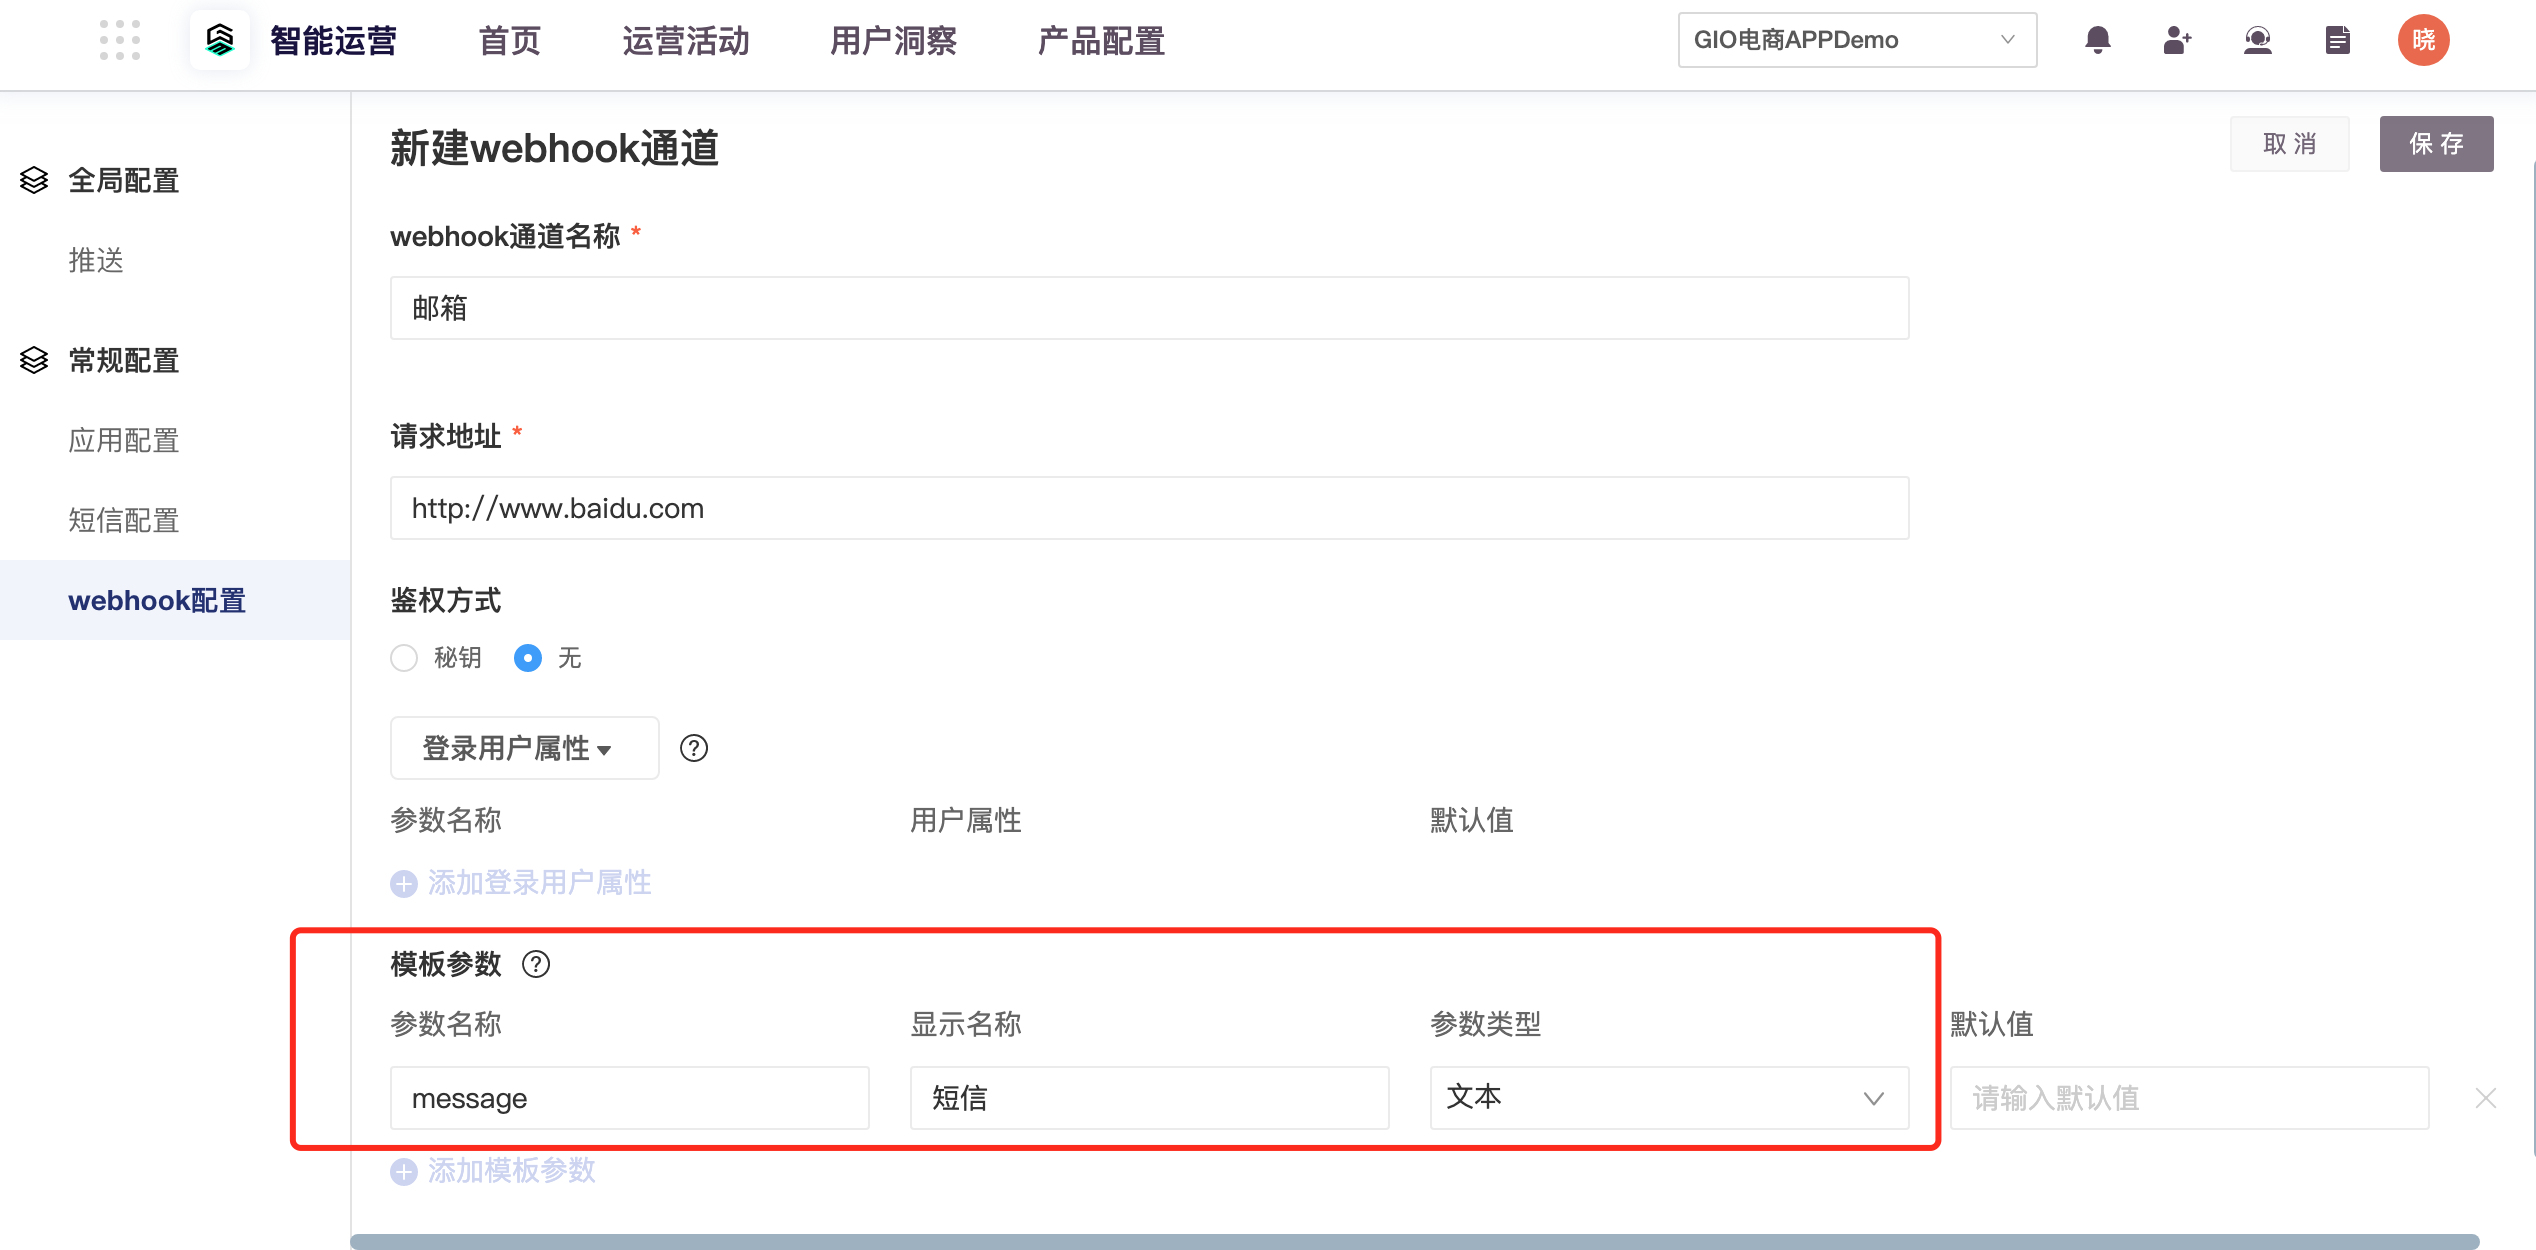 智能运营 首页 运营活动 用户洞察 产品配置 GIO电商APPDemo 晓
全局配置
推送
常规配置
应用配置
短信配置
webhook配置
新建webhook通道 取 消 保 存
webhook通道名称 *
邮箱
请求地址 *
http://www.baidu.com
鉴权方式
秘钥 无
登录用户属性
参数名称 用户属性 默认值
添加登录用户属性
模板参数
参数名称 显示名称 参数类型 默认值
message 短信 文本 请输入默认值
添加模板参数